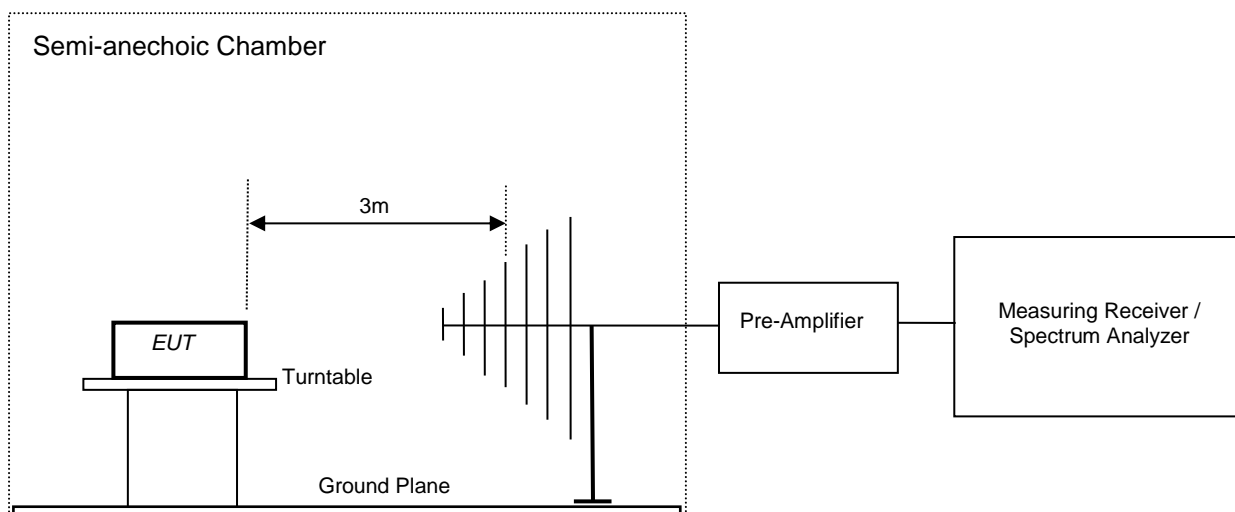 Semi-anechoic Chamber
3m
EUT
Turntable
Ground Plane
Pre-Amplifier
Measuring Receiver /
Spectrum Analyzer